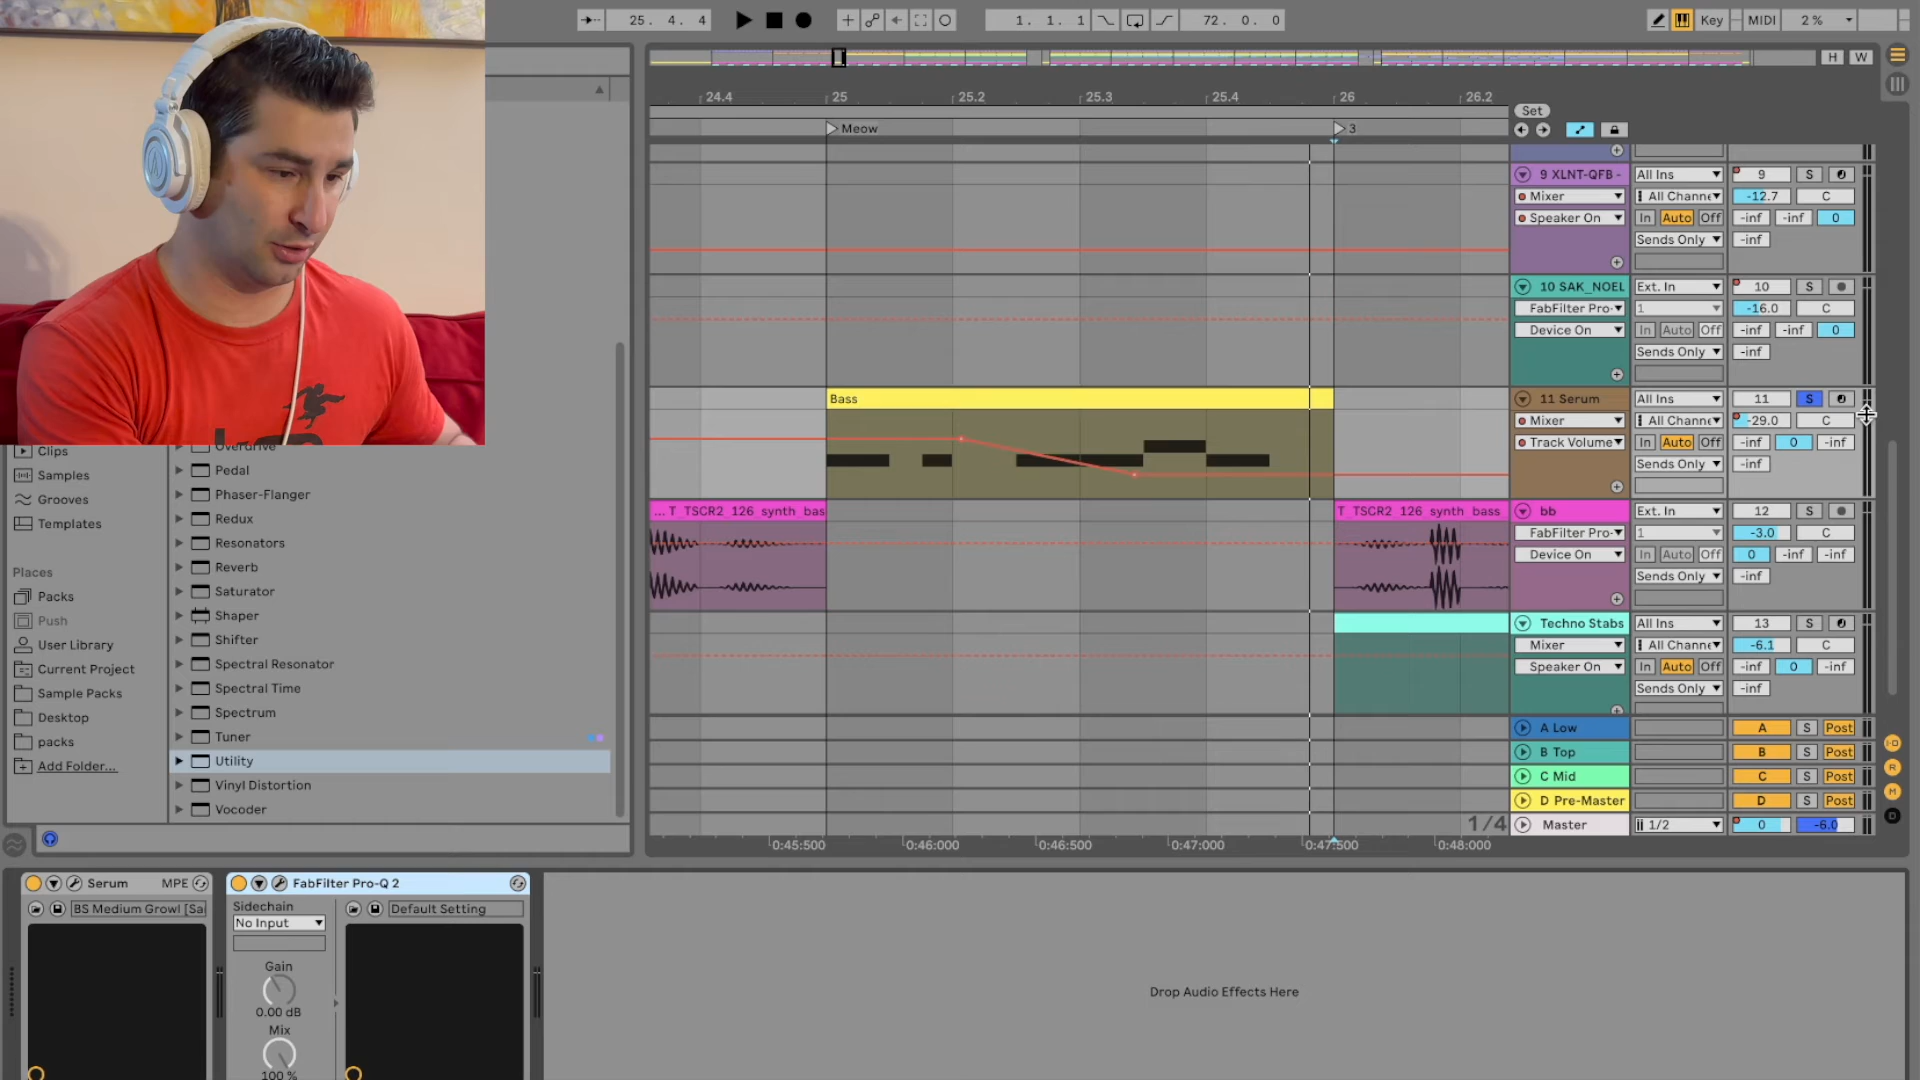 25. 4. 4
1. 1. 1
72. 0. 0
Key
MIDI
2 %
H
W
24.4
25
25.2
25.3
25.4
26
26.2
Set
Meow
3
9 XLNT-QFB -
All Ins
9
S
Mixer
All Channe
-12.7
C
Speaker On
In
Auto
Off
-inf
-inf
0
Sends Only
-inf
10 SAK_NOEL
Ext. In
10
S
FabFilter Pro-
1
-16.0
C
Device On
In
Auto
Off
-inf
-inf
0
Sends Only
-inf
Bass
11 Serum
All Ins
11
S
Mixer
All Channe
-29.0
C
Track Volume
In
Auto
Off
-inf
0
-inf
Sends Only
-inf
... T_TSCR2_126_synth_bas
T_TSCR2_126_synth_bass
bb
Ext. In
12
S
FabFilter Pro-
1
-3.0
C
Device On
In
Auto
Off
0
-inf
-inf
Sends Only
-inf
Techno Stabs
All Ins
13
S
Mixer
All Channe
-6.1
C
Speaker On
In
Auto
Off
-inf
0
-inf
Sends Only
-inf
A Low
A
S
Post
B Top
B
S
Post
C Mid
C
S
Post
D Pre-Master
D
S
Post
1/4
Master
1/2
0
-6.0
I·O
R
M
D
0:45:500
0:46:000
0:46:500
0:47:000
0:47:500
0:48:000
Clips
Samples
Grooves
Templates
Places
Packs
Push
User Library
Current Project
Sample Packs
Desktop
packs
Add Folder...
Overdrive
Pedal
Phaser-Flanger
Redux
Resonators
Reverb
Saturator
Shaper
Shifter
Spectral Resonator
Spectral Time
Spectrum
Tuner
Utility
Vinyl Distortion
Vocoder
Serum
MPE
BS Medium Growl [Sa
FabFilter Pro-Q 2
Sidechain
No Input
Default Setting
Gain
0.00 dB
Mix
100 %
Drop Audio Effects Here